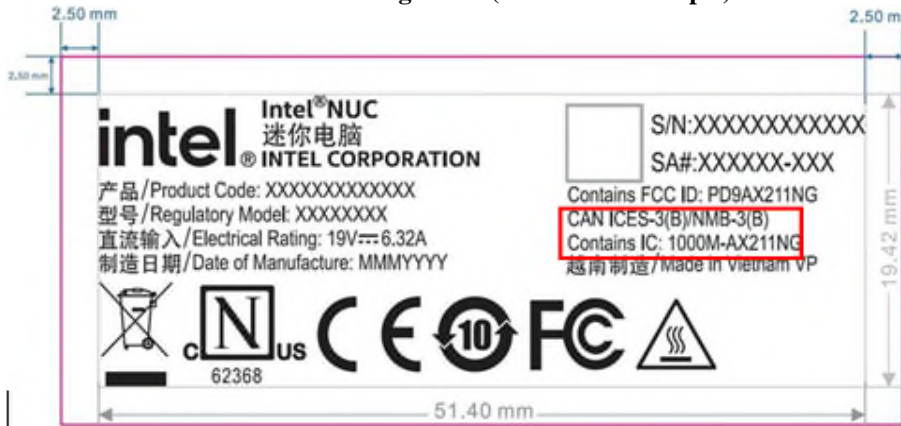 2.50 mm
2.50 m
2.50 mm
intel®
Intel®NUC
迷你电脑
INTEL CORPORATION
S/N:XXXXXXXXXXXX
SA#:XXXXXX-XXX
产品/Product Code: XXXXXXXXXXXXX
型号/Regulatory Model: XXXXXXXX
直流输入/Electrical Rating: 19V⎓6.32A
制造日期/Date of Manufacture: MMMYYYY
Contains FCC ID: PD9AX211NG
CAN ICES-3(B)/NMB-3(B)
Contains IC: 1000M-AX211NG
越南制造/Made in Vietnam VP
19.42 mm
C N US
62368
CE
10
FC
51.40 mm